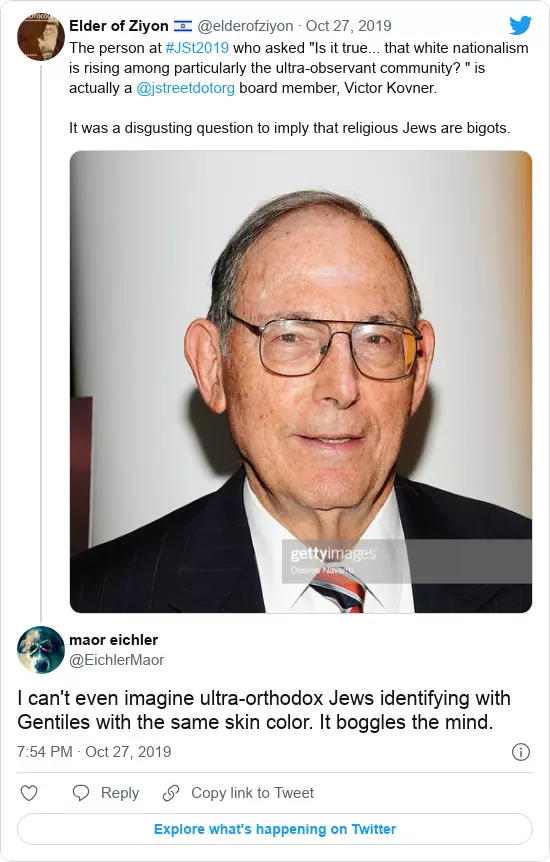 Elder of Ziyon 🇮🇱 @elderofziyon · Oct 27, 2019
The person at #JSt2019 who asked "Is it true... that white nationalism
is rising among particularly the ultra-observant community? " is
actually a @jstreetdotorg board member, Victor Kovner.
It was a disgusting question to imply that religious Jews are bigots.
gettyimages
maor eichler
@EichlerMaor
I can't even imagine ultra-orthodox Jews identifying with
Gentiles with the same skin color. It boggles the mind.
7:54 PM · Oct 27, 2019
Reply
Copy link to Tweet
Explore what's happening on Twitter